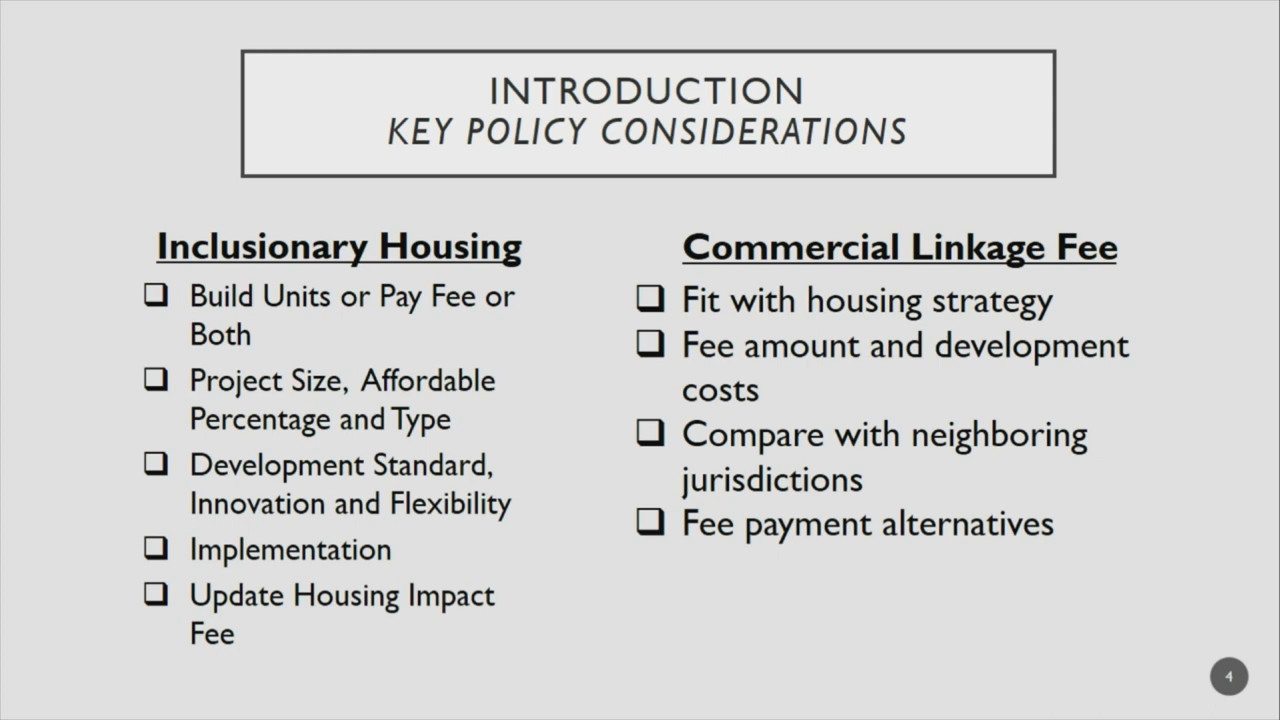 INTRODUCTION
KEY POLICY CONSIDERATIONS
Inclusionary Housing
Build Units or Pay Fee or
Both
Project Size, Affordable
Percentage and Type
Development Standard,
Innovation and Flexibility
Implementation
Update Housing Impact
Fee
Commercial Linkage Fee
Fit with housing strategy
Fee amount and development
costs
Compare with neighboring
jurisdictions
Fee payment alternatives
4